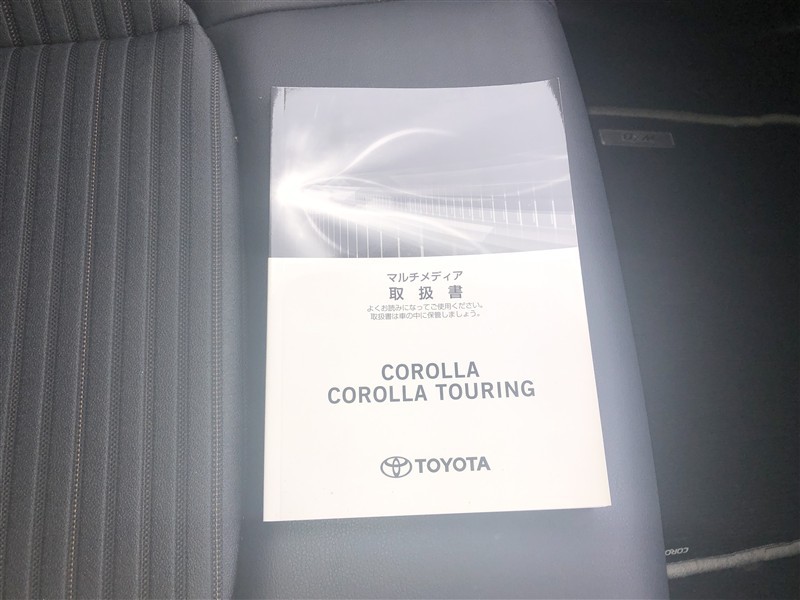 マルチメディア
取扱書
よくお読みになってご使用ください。
取扱書は車の中に保管しましょう。
COROLLA
COROLLA TOURING
TOYOTA